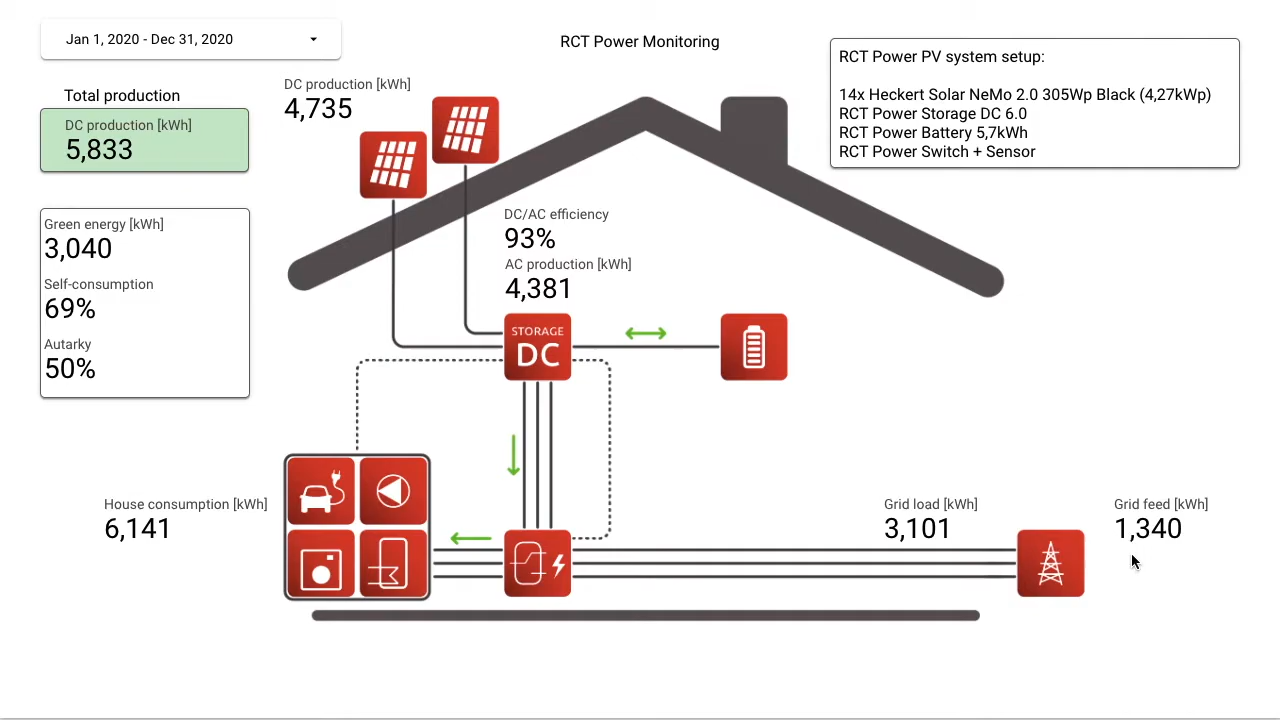 Jan 1, 2020 - Dec 31, 2020
RCT Power Monitoring
RCT Power PV system setup:
14x Heckert Solar NeMo 2.0 305Wp Black (4,27kWp)
RCT Power Storage DC 6.0
RCT Power Battery 5,7kWh
RCT Power Switch + Sensor
Total production
DC production [kWh]
5,833
DC production [kWh]
4,735
Green energy [kWh]
3,040
Self-consumption
69%
Autarky
50%
DC/AC efficiency
93%
AC production [kWh]
4,381
STORAGE
DC
House consumption [kWh]
6,141
Grid load [kWh]
3,101
Grid feed [kWh]
1,340